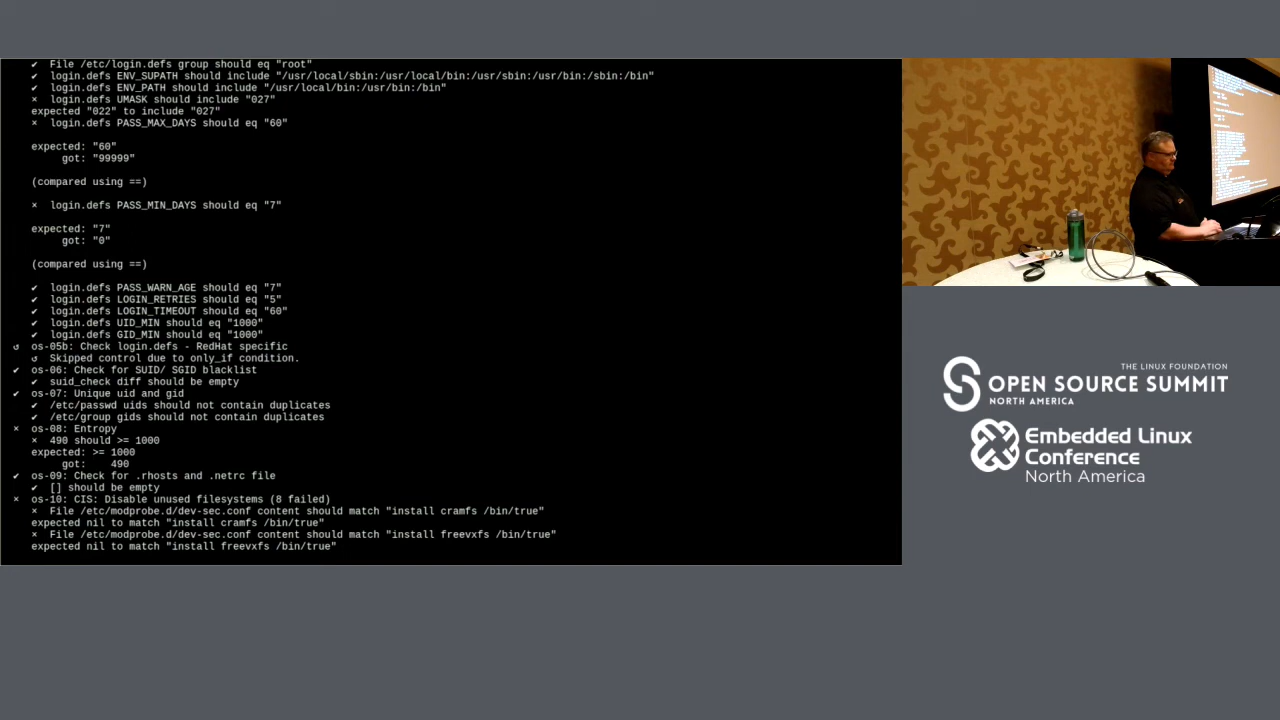 ✔  File /etc/login.defs group should eq "root"
✔  login.defs ENV_SUPATH should include "/usr/local/sbin:/usr/local/bin:/usr/sbin:/usr/bin:/sbin:/bin"
✔  login.defs ENV_PATH should include "/usr/local/bin:/usr/bin:/bin"
×  login.defs UMASK should include "027"
expected "022" to include "027"
×  login.defs PASS_MAX_DAYS should eq "60"
expected: "60"
got: "99999"
(compared using ==)
×  login.defs PASS_MIN_DAYS should eq "7"
expected: "7"
got: "0"
(compared using ==)
✔  login.defs PASS_WARN_AGE should eq "7"
✔  login.defs LOGIN_RETRIES should eq "5"
✔  login.defs LOGIN_TIMEOUT should eq "60"
✔  login.defs UID_MIN should eq "1000"
✔  login.defs GID_MIN should eq "1000"
↺  os-05b: Check login.defs - RedHat specific
↺  Skipped control due to only_if condition.
✔  os-06: Check for SUID/ SGID blacklist
✔  suid_check diff should be empty
✔  os-07: Unique uid and gid
✔  /etc/passwd uids should not contain duplicates
✔  /etc/group gids should not contain duplicates
×  os-08: Entropy
×  490 should >= 1000
expected: >= 1000
got:    490
✔  os-09: Check for .rhosts and .netrc file
✔  [] should be empty
×  os-10: CIS: Disable unused filesystems (8 failed)
×  File /etc/modprobe.d/dev-sec.conf content should match "install cramfs /bin/true"
expected nil to match "install cramfs /bin/true"
×  File /etc/modprobe.d/dev-sec.conf content should match "install freevxfs /bin/true"
expected nil to match "install freevxfs /bin/true"
THE LINUX FOUNDATION
OPEN SOURCE SUMMIT
NORTH AMERICA
Embedded Linux
Conference
North America